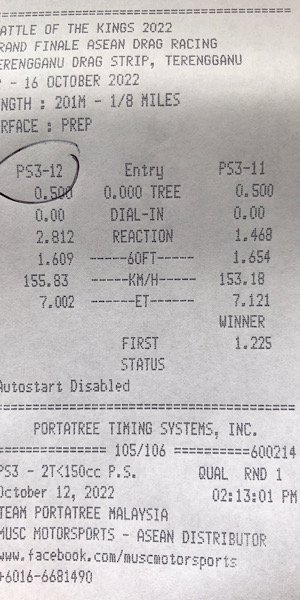 ATTLE OF THE KINGS 2022
RAND FINALE ASEAN DRAG RACING
ERENGGANU DRAG STRIP, TERENGGANU
- 16 OCTOBER 2022
NGTH : 201M - 1/8 MILES
RFACE : PREP
PS3-12 Entry PS3-11
0.500 0.000 TREE 0.500
0.00 DIAL-IN 0.00
2.812 REACTION 1.468
1.609 -----60FT----- 1.654
155.83 -----KM/H----- 153.18
7.002 ------ET------ 7.121
WINNER
FIRST 1.225
STATUS
Autostart Disabled
PORTATREE TIMING SYSTEMS, INC.
============= 105/106 ==========600214
PS3 - 2T<150cc P.S. QUAL RND 1
October 12, 2022 02:13:01 PM
TEAM PORTATREE MALAYSIA
MUSC MOTORSPORTS - ASEAN DISTRIBUTOR
www.facebook.com/muscmotorsports
+6016-6681490